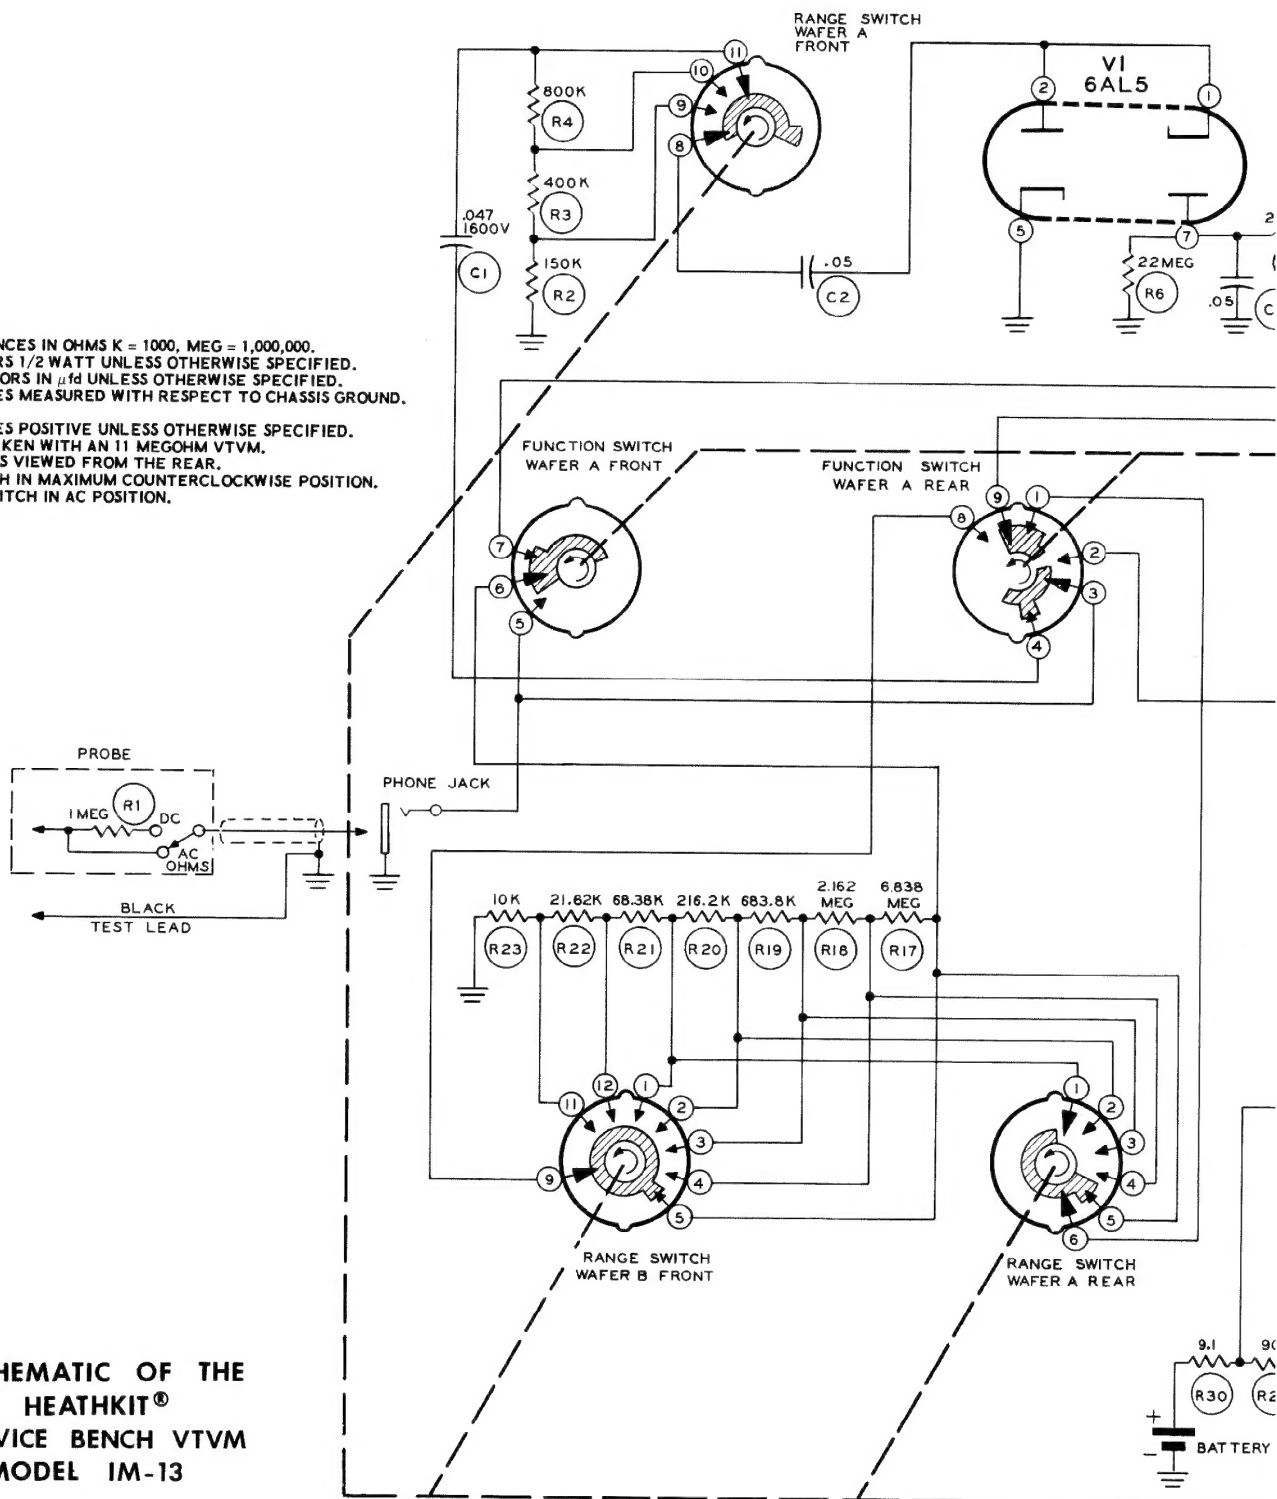 RANGE SWITCH
WAFER A
FRONT
11
10
9
8
800K
R4
400K
R3
150K
R2
.047
1600V
C1
.05
C2
V1
6AL5
2
1
5
7
22MEG
R6
.05
C
2
NCES IN OHMS K = 1000, MEG = 1,000,000.
RS 1/2 WATT UNLESS OTHERWISE SPECIFIED.
ORS IN µfd UNLESS OTHERWISE SPECIFIED.
ES MEASURED WITH RESPECT TO CHASSIS GROUND.
ES POSITIVE UNLESS OTHERWISE SPECIFIED.
KEN WITH AN 11 MEGOHM VTVM.
S VIEWED FROM THE REAR.
H IN MAXIMUM COUNTERCLOCKWISE POSITION.
ITCH IN AC POSITION.
FUNCTION SWITCH
WAFER A FRONT
7
6
5
FUNCTION SWITCH
WAFER A REAR
8
9
1
2
3
4
PROBE
1 MEG
R1
DC
AC
OHMS
BLACK
TEST LEAD
PHONE JACK
10K
21.62K
68.38K
216.2K
683.8K
2.162
MEG
6.838
MEG
R23
R22
R21
R20
R19
R18
R17
11
12
1
2
3
4
5
9
RANGE SWITCH
WAFER B FRONT
1
2
3
4
5
6
RANGE SWITCH
WAFER A REAR
9.1
90
R30
R2
+
-
BATTERY
HEMATIC OF THE
HEATHKIT®
VICE BENCH VTVM
MODEL IM-13